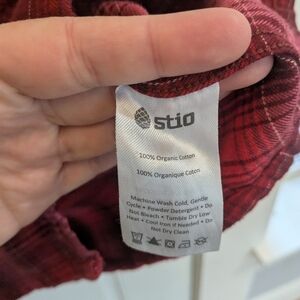 stio
100% Organic Cotton
100% Organique Coton
Machine Wash Cold, Gentle
Cycle • Powder Detergent • Do
Not Bleach • Tumble Dry Low
Heat • Cool Iron if Needed • Do
Not Dry Clean